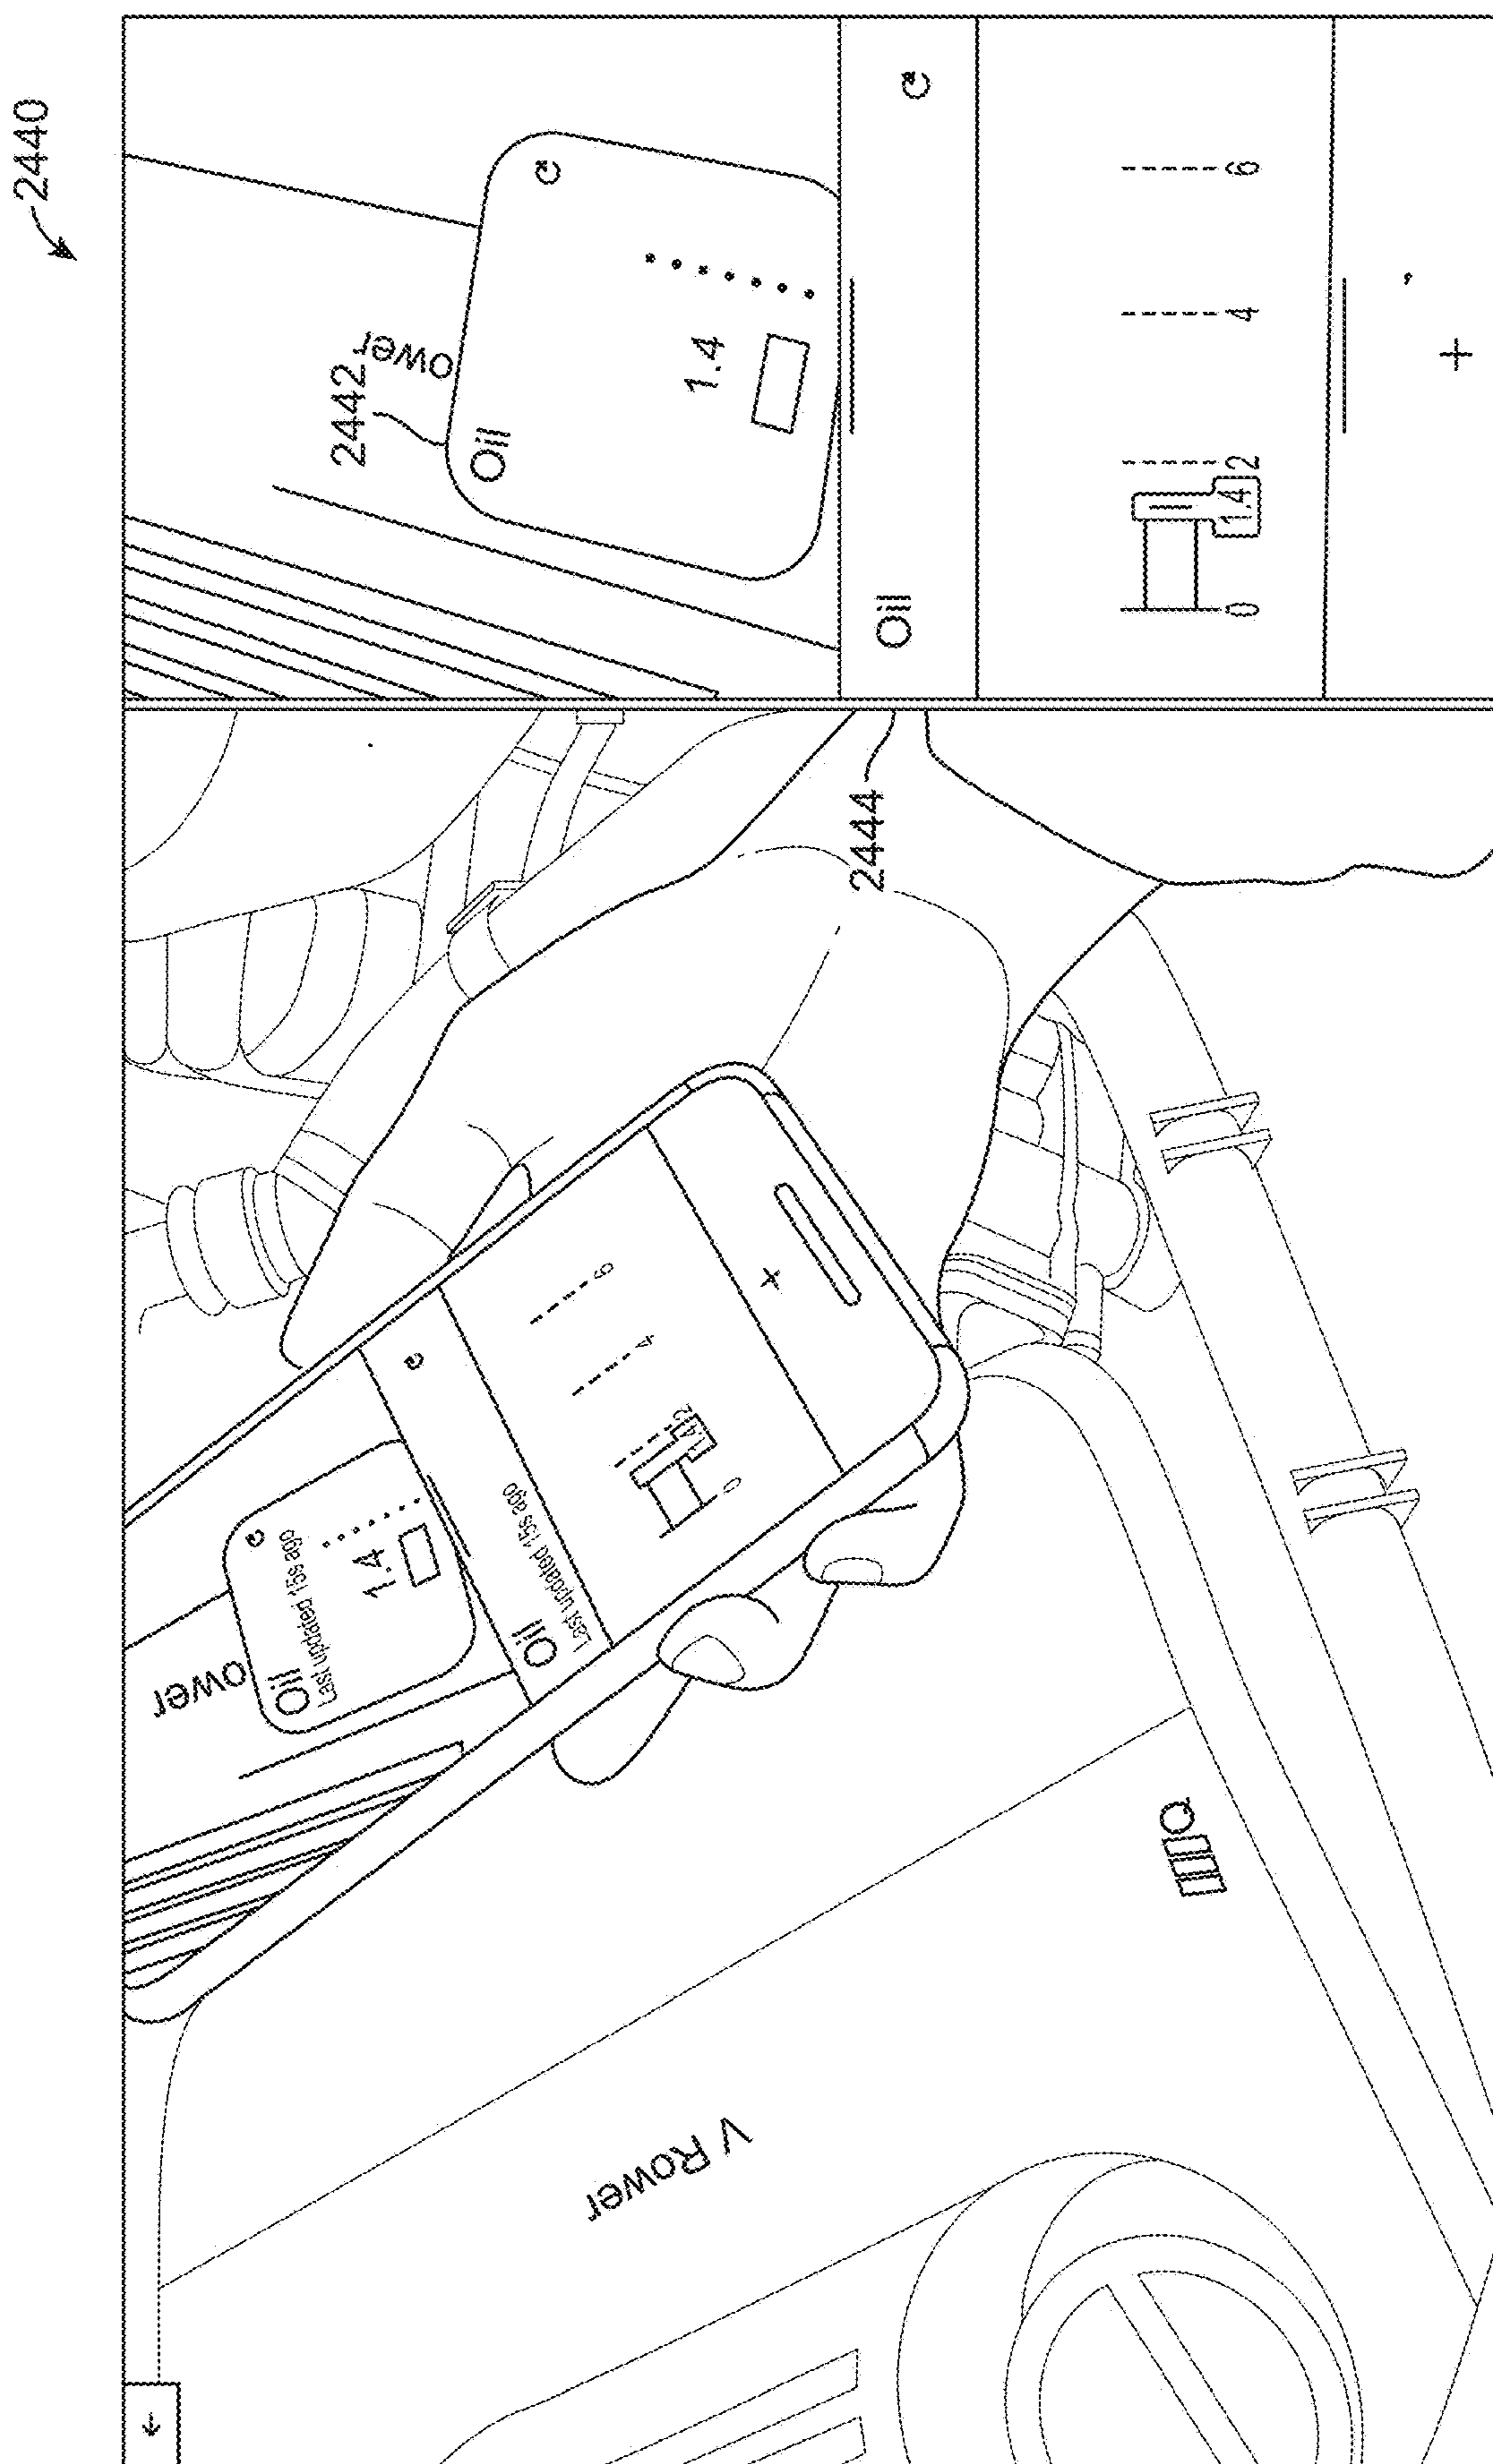 2440
2442
ower
Oil
1.4
Oil
0
1.4
2
4
6
+
2444
ower
Oil
Last updated 15s ago
1.4
Oil
Last updated 15s ago
0
1.4
2
4
6
+
V Rower
Q